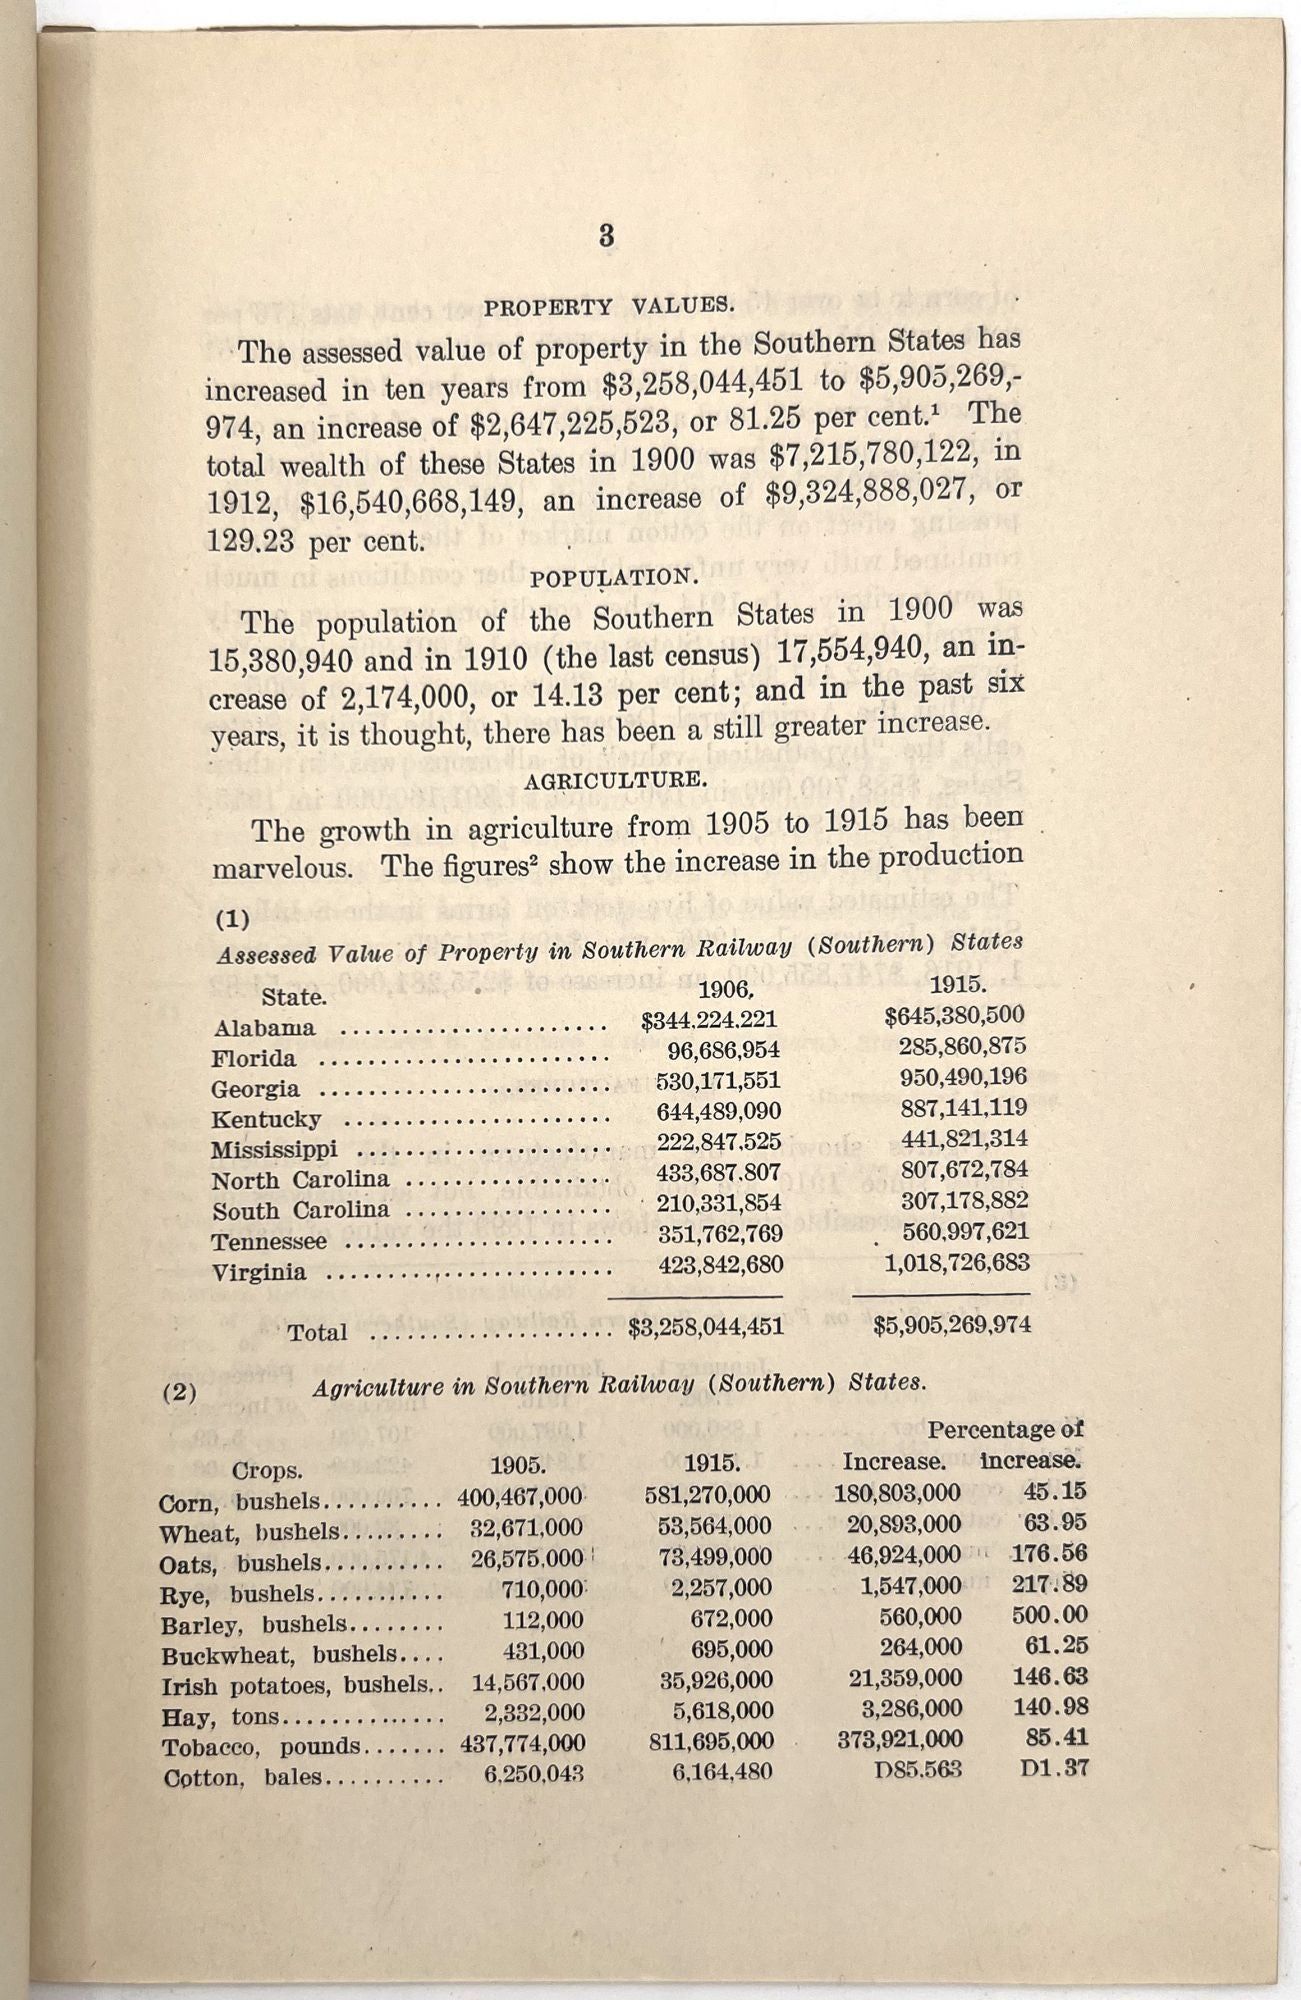 3
PROPERTY VALUES.
The assessed value of property in the Southern States has
increased in ten years from $3,258,044,451 to $5,905,269,-
974, an increase of $2,647,225,523, or 81.25 per cent.¹ The
total wealth of these States in 1900 was $7,215,780,122, in
1912, $16,540,668,149, an increase of $9,324,888,027, or
129.23 per cent.
POPULATION.
The population of the Southern States in 1900 was
15,380,940 and in 1910 (the last census) 17,554,940, an in-
crease of 2,174,000, or 14.13 per cent; and in the past six
years, it is thought, there has been a still greater increase.
AGRICULTURE.
The growth in agriculture from 1905 to 1915 has been
marvelous. The figures² show the increase in the production
(1)
Assessed Value of Property in Southern Railway (Southern) States
State. 1906. 1915.
Alabama ...................... $344.224.221 $645,380,500
Florida ........................ 96,686,954 285,860,875
Georgia ........................ 530,171,551 950,490,196
Kentucky ...................... 644,489,090 887,141,119
Mississippi ..................... 222,847.525 441,821,314
North Carolina ................. 433,687.807 807,672,784
South Carolina ................. 210,331,854 307,178,882
Tennessee ...................... 351,762,769 560,997,621
Virginia ........................ 423,842,680 1,018,726,683
Total .................... $3,258,044,451 $5,905,269,974
(2) Agriculture in Southern Railway (Southern) States.
Percentage of
Crops. 1905. 1915. Increase. increase.
Corn, bushels.......... 400,467,000 581,270,000 180,803,000 45.15
Wheat, bushels......... 32,671,000 53,564,000 20,893,000 63.95
Oats, bushels.......... 26,575.000 73,499,000 46,924,000 176.56
Rye, bushels........... 710,000 2,257,000 1,547,000 217.89
Barley, bushels........ 112,000 672,000 560,000 500.00
Buckwheat, bushels.... 431,000 695,000 264,000 61.25
Irish potatoes, bushels.. 14,567.000 35,926,000 21,359,000 146.63
Hay, tons.............. 2,332,000 5,618,000 3,286,000 140.98
Tobacco, pounds....... 437,774,000 811,695,000 373,921,000 85.41
Cotton, bales.......... 6.250.043 6,164.480 D85.563 D1.37